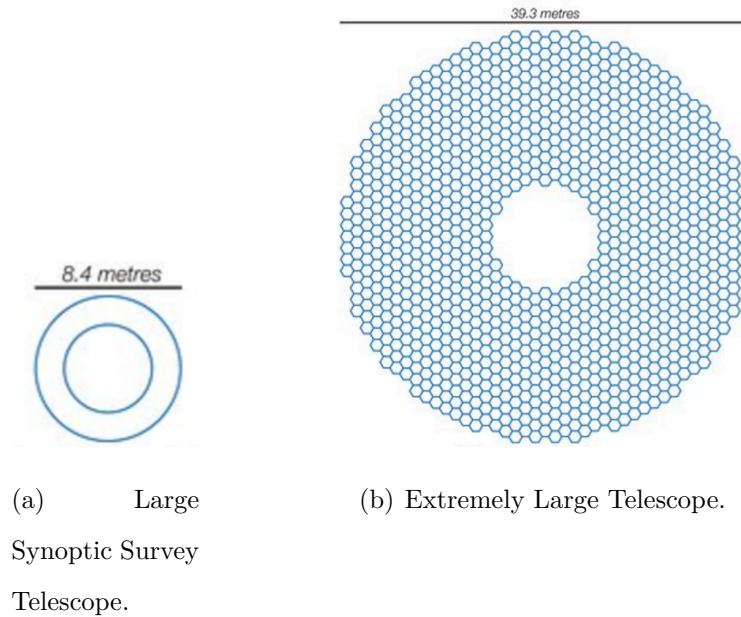 39.3 metres
8.4 metres
(a) Large
Synoptic Survey
Telescope.
(b) Extremely Large Telescope.